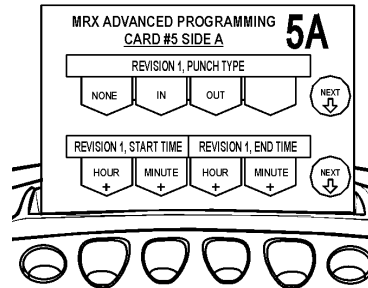 MRX ADVANCED PROGRAMMING
CARD #5 SIDE A
5A
REVISION 1, PUNCH TYPE
NONE IN OUT NEXT
REVISION 1, START TIME REVISION 1, END TIME
HOUR + MINUTE + HOUR + MINUTE + NEXT